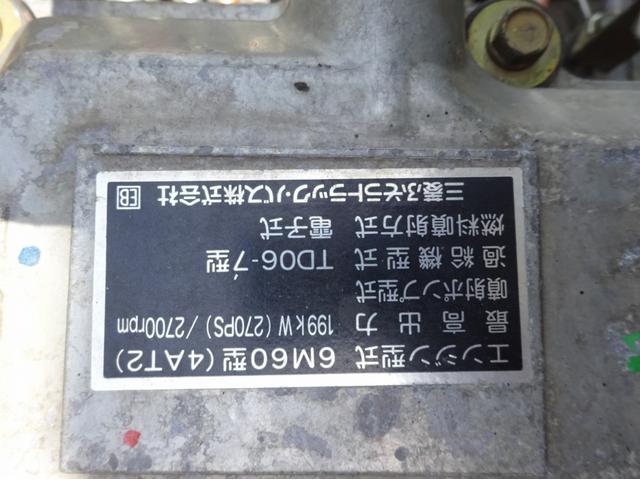 エンジン型式 6M60型(4AT2)
最高出力 199kW(270PS)/2700rpm
噴射ポンプ型式
過給機型式 TD06-7型
燃料噴射方式 電子式
三菱ふそうトラック・バス株式会社 EB